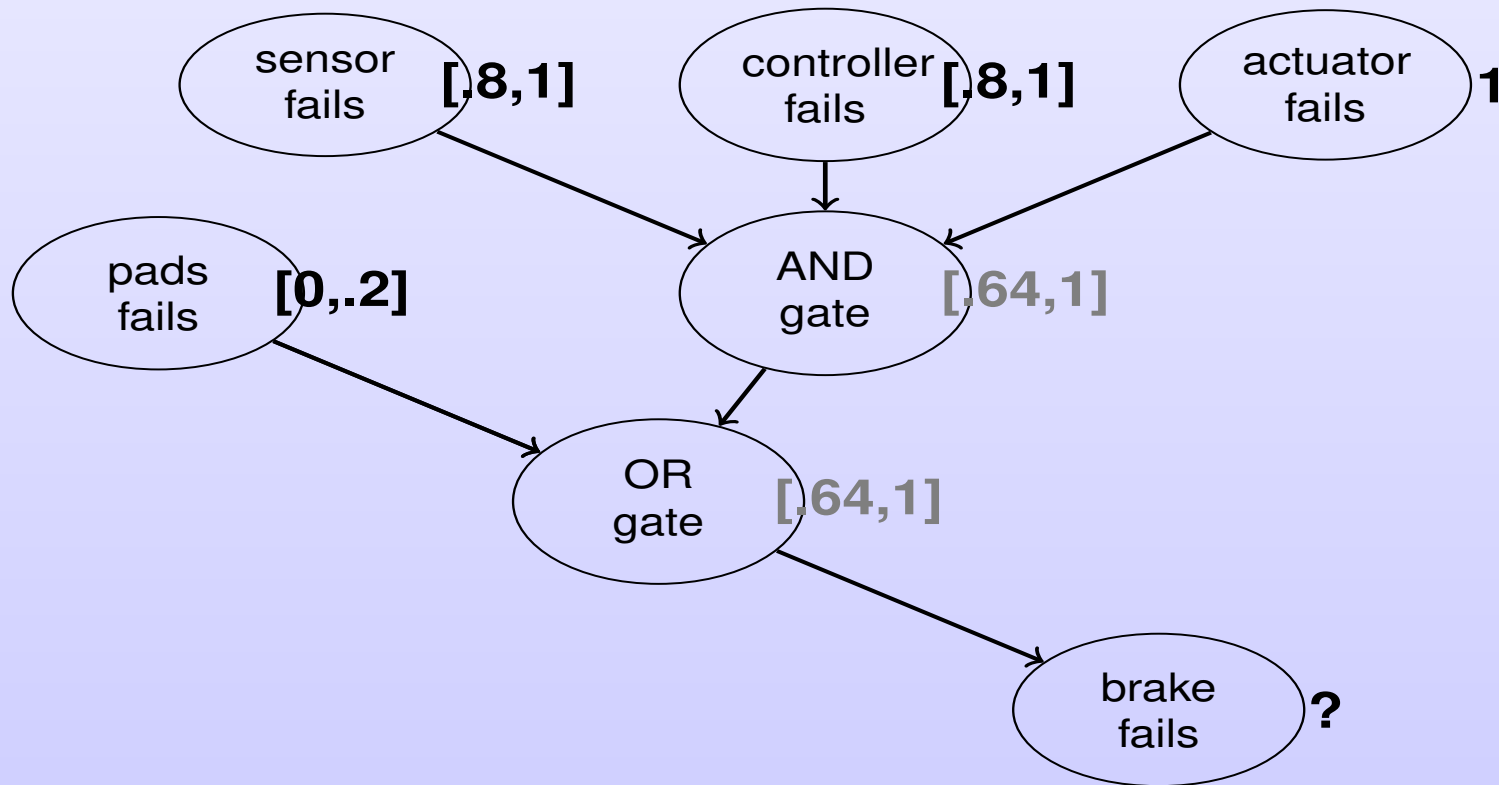 sensor
fails
[.8,1]
controller
fails
[.8,1]
actuator
fails
1
pads
fails
[0,.2]
AND
gate
[.64,1]
OR
gate
[.64,1]
brake
fails
?